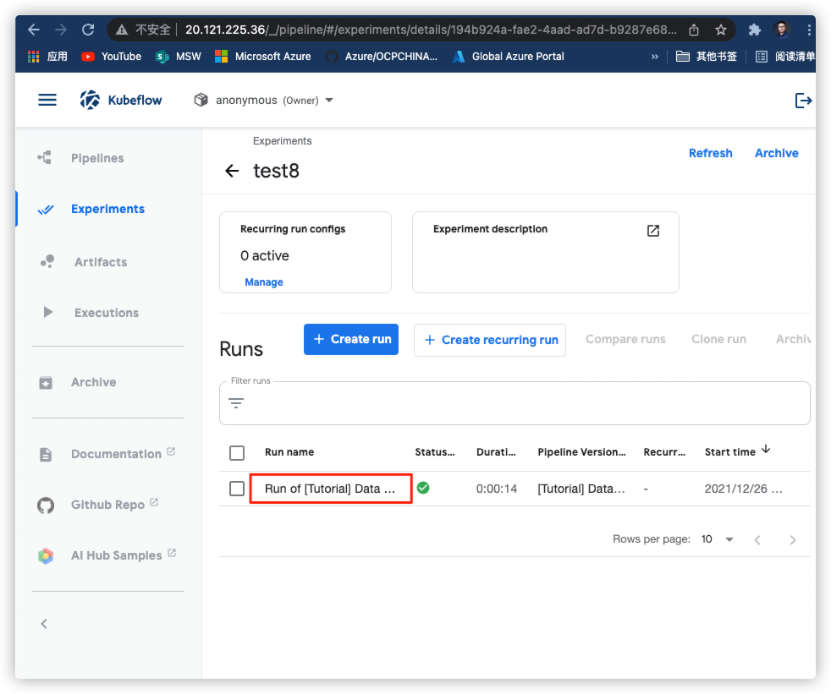 不安全 20.121.225.36/_/pipeline/#/experiments/details/194b924a-fae2-4aad-ad7d-b9287e68...
应用 YouTube MSW Microsoft Azure Azure/OCPCHINA... Global Azure Portal » 其他书签 阅读清单
Kubeflow anonymous (Owner)
Pipelines
Experiments
Artifacts
Executions
Archive
Documentation
Github Repo
AI Hub Samples
Experiments
test8
Refresh Archive
Recurring run configs
0 active
Manage
Experiment description
Runs
+ Create run + Create recurring run Compare runs Clone run Archiv
Filter runs
Run name Status... Durati... Pipeline Version... Recurr... Start time
Run of [Tutorial] Data ... 0:00:14 [Tutorial] Data... - 2021/12/26 ...
Rows per page: 10